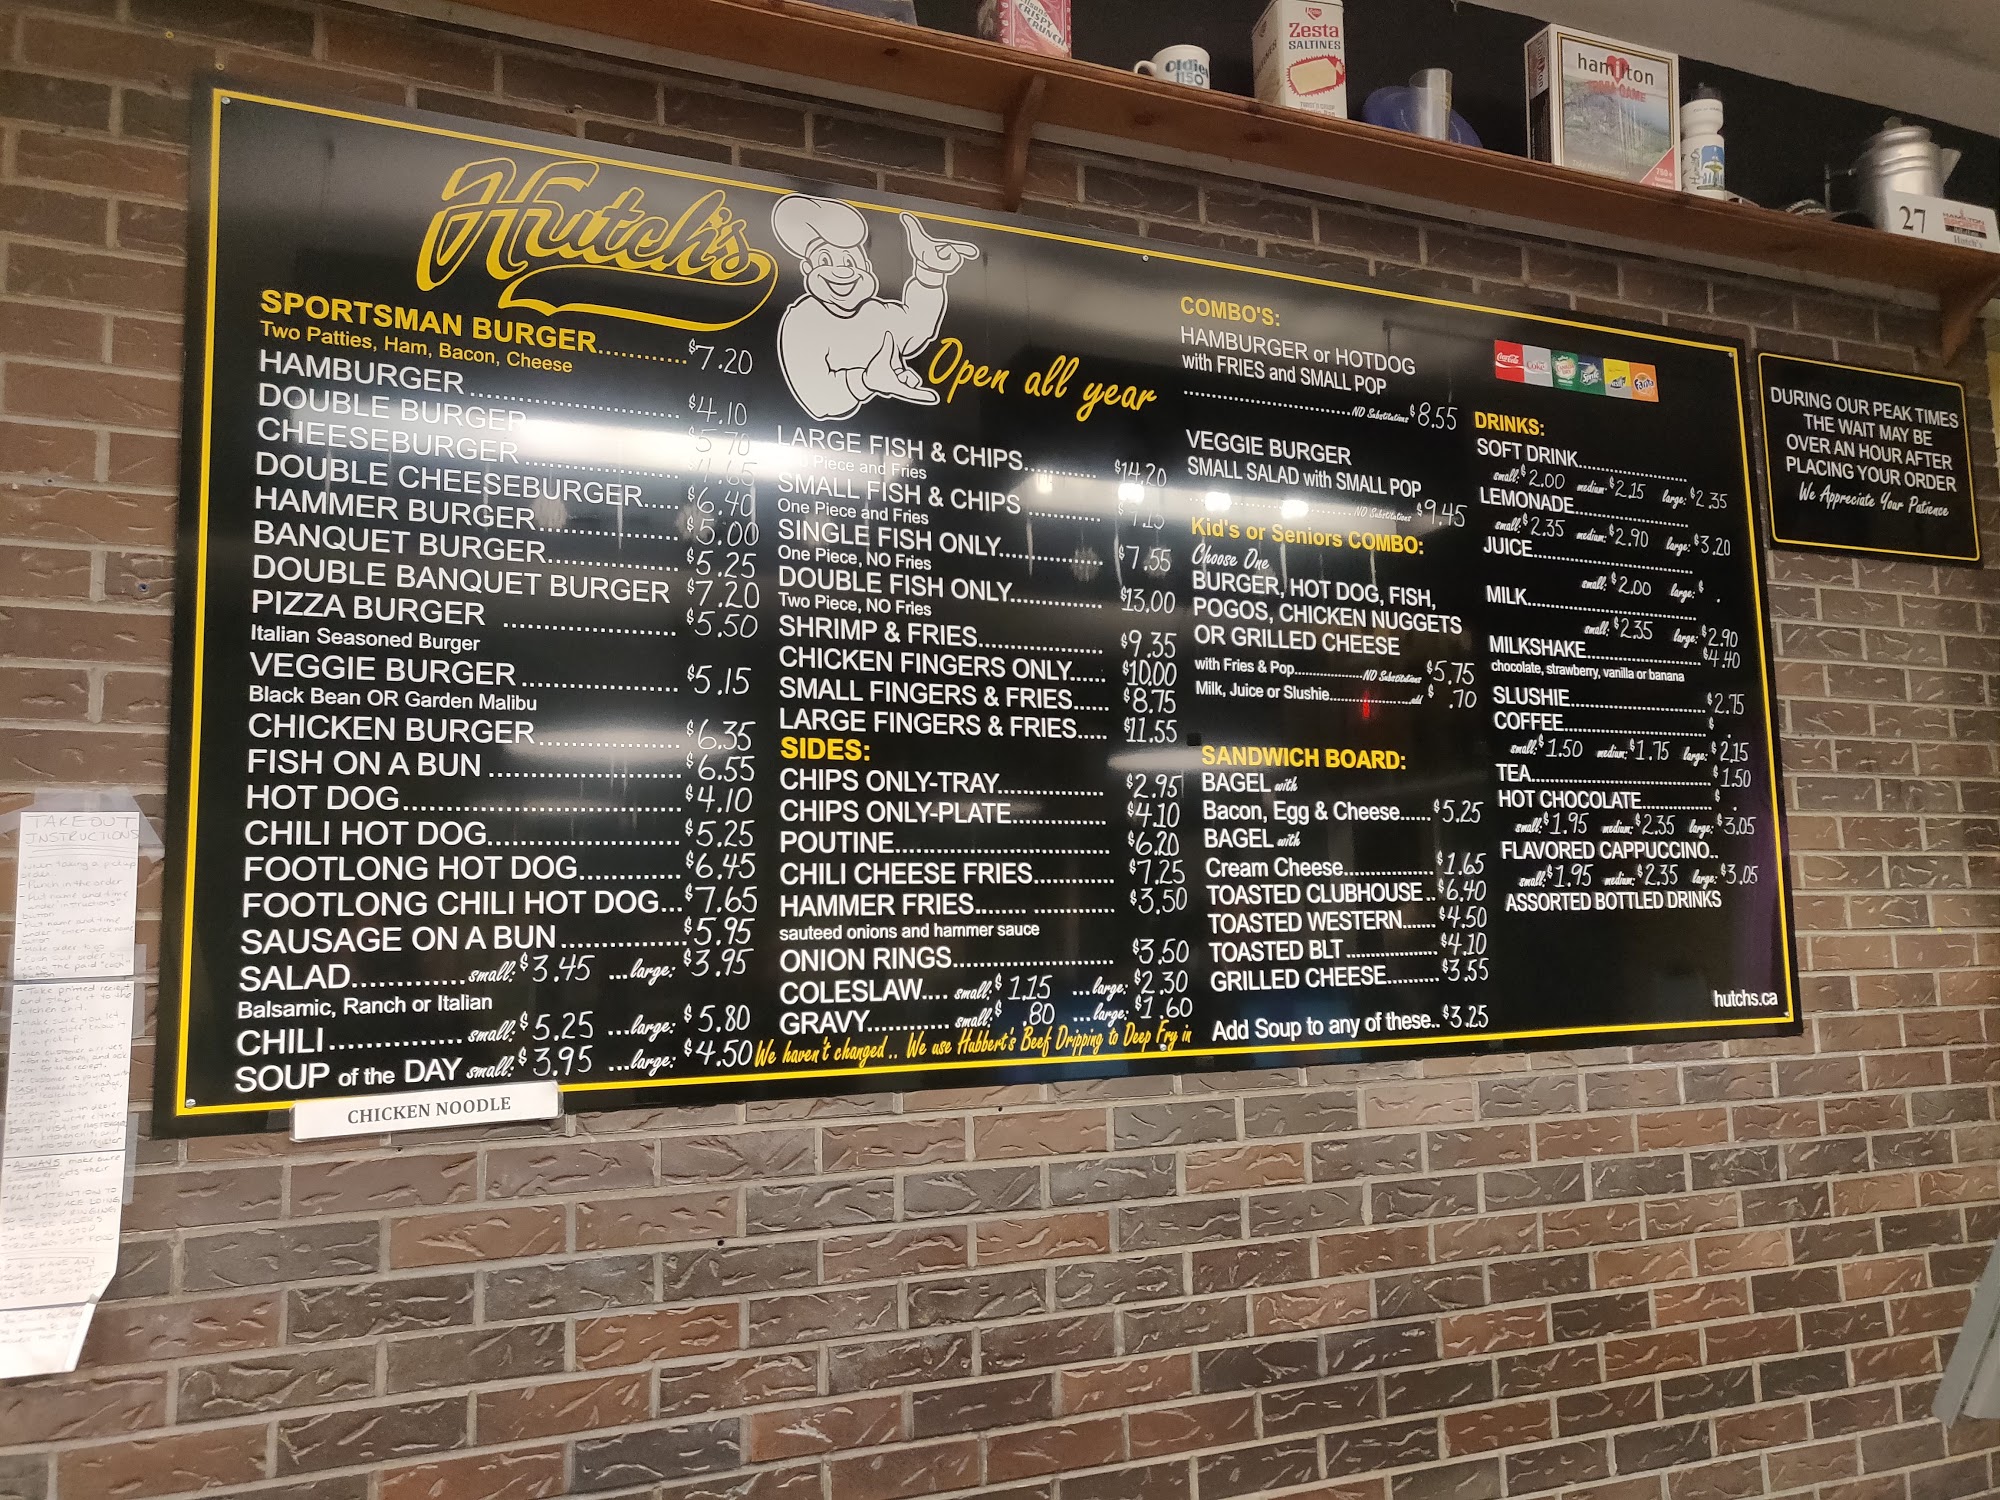 Hutch's
Open all year
SPORTSMAN BURGER............ $7.20
Two Patties, Ham, Bacon, Cheese
HAMBURGER ............................ $4.10
DOUBLE BURGER $5.70
CHEESEBURGER
DOUBLE CHEESEBURGER..... $6.40
HAMMER BURGER................... $5.00
BANQUET BURGER.................. $5.25
DOUBLE BANQUET BURGER $7.20
PIZZA BURGER ........................ $5.50
Italian Seasoned Burger
VEGGIE BURGER ..................... $5.15
Black Bean OR Garden Malibu
CHICKEN BURGER................... $6.35
FISH ON A BUN ......................... $6.55
HOT DOG.................................... $4.10
CHILI HOT DOG......................... $5.25
FOOTLONG HOT DOG............. $6.45
FOOTLONG CHILI HOT DOG... $7.65
SAUSAGE ON A BUN ................ $5.95
SALAD............... small: $3.45 ...large: $3.95
Balsamic, Ranch or Italian
CHILI.................. small: $5.25 ...large: $5.80
SOUP of the DAY small: $3.95 ...large: $4.50
CHICKEN NOODLE
LARGE FISH & CHIPS............ $14.20
Piece and Fries
SMALL FISH & CHIPS ............
One Piece and Fries
SINGLE FISH ONLY............... $7.55
One Piece, NO Fries
DOUBLE FISH ONLY.............. $13.00
Two Piece, NO Fries
SHRIMP & FRIES.................. $9.35
CHICKEN FINGERS ONLY..... $10.00
SMALL FINGERS & FRIES..... $8.75
LARGE FINGERS & FRIES..... $11.55
SIDES:
CHIPS ONLY-TRAY................. $2.95
CHIPS ONLY-PLATE............... $4.10
POUTINE.................................. $6.20
CHILI CHEESE FRIES............. $7.25
HAMMER FRIES........ ............. $3.50
sauteed onions and hammer sauce
ONION RINGS......................... $3.50
COLESLAW.... small: $1.15 ...large: $2.30
GRAVY............ small: $.80 ...large: $1.60
We haven't changed.. We use Hubbert's Beef Dripping to Deep Fry in
COMBO'S:
HAMBURGER or HOTDOG
with FRIES and SMALL POP
................................NO Substitutions $8.55
VEGGIE BURGER
SMALL SALAD with SMALL POP
................................NO Substitutions $9.45
Kid's or Seniors COMBO:
Choose One
BURGER, HOT DOG, FISH,
POGOS, CHICKEN NUGGETS
OR GRILLED CHEESE
with Fries & Pop.................NO Substitutions $5.75
Milk, Juice or Slushie....................add $.70
SANDWICH BOARD:
BAGEL with
Bacon, Egg & Cheese...... $5.25
BAGEL with
Cream Cheese.................. $1.65
TOASTED CLUBHOUSE.. $6.40
TOASTED WESTERN....... $4.50
TOASTED BLT .................... $4.10
GRILLED CHEESE.......... $3.55
Add Soup to any of these.. $3.25
DRINKS:
SOFT DRINK.....................
small: $2.00 medium: $2.15 large: $2.35
LEMONADE......................
small: $2.35 medium: $2.90 large: $3.20
JUICE...............................
small: $2.00 large: $ .
MILK.................................
small: $2.35 large: $2.90
MILKSHAKE..................... $4.40
chocolate, strawberry, vanilla or banana
SLUSHIE.......................... $2.75
COFFEE........................... $ .
small: $1.50 medium: $1.75 large: $2.15
TEA................................... $1.50
HOT CHOCOLATE............. $ .
small: $1.95 medium: $2.35 large: $3.05
FLAVORED CAPPUCCINO..
small: $1.95 medium: $2.35 large: $3.05
ASSORTED BOTTLED DRINKS
hutchs.ca
DURING OUR PEAK TIMES
THE WAIT MAY BE
OVER AN HOUR AFTER
PLACING YOUR ORDER
We Appreciate Your Patience
CRISPY
CRUNCH
Oldies
1150
Zesta
SALTINES
hamilton
GAME
27
HAMILTON
Hutch's
Coca-Cola
Coke
Sprite
Fanta
TAKEOUT
INSTRUCTIONS